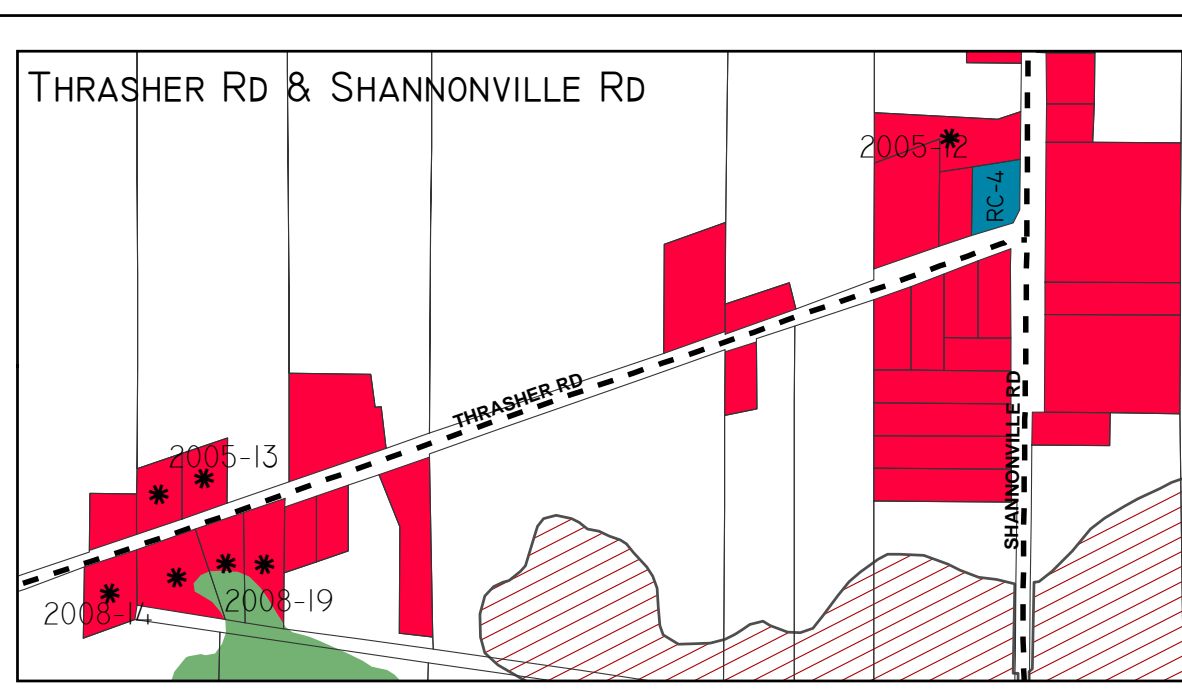 THRASHER RD & SHANNONVILLE RD
2005-12
RC-4
THRASHER RD
SHANNONVILLE RD
2005-13
2008-19
2008-14